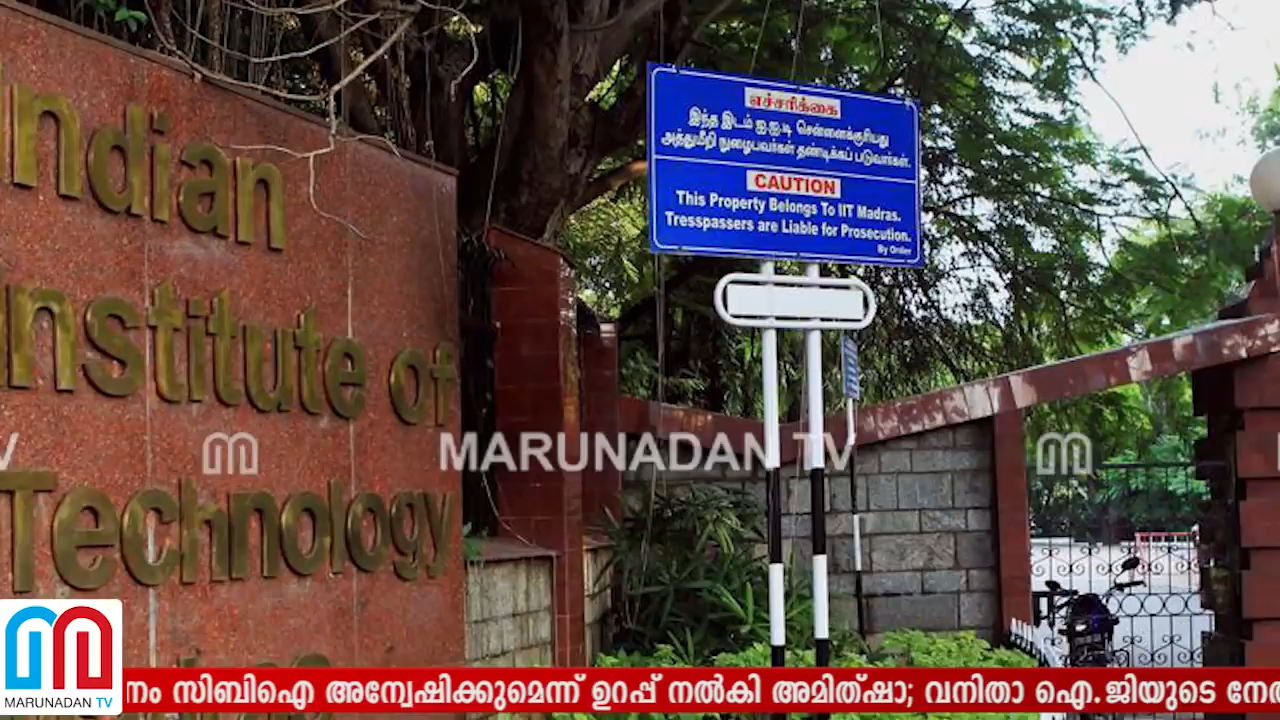 Indian
Institute of
Technology
எச்சரிக்கை
இந்த இடம் ஐ.ஐ.டி சென்னைக்குரியது
அத்துமீறி நுழைபவர்கள் தண்டிக்கப் படுவார்கள்.
CAUTION
This Property Belongs To IIT Madras.
Tresspassers are Liable for Prosecution.
By Order
MARUNADAN TV
MARUNADAN TV
നം സിബിഐ അന്വേഷിക്കുമെന്ന് ഉറപ്പ് നൽകി അമിത്ഷാ; വനിതാ ഐ.ജിയുടെ നേര